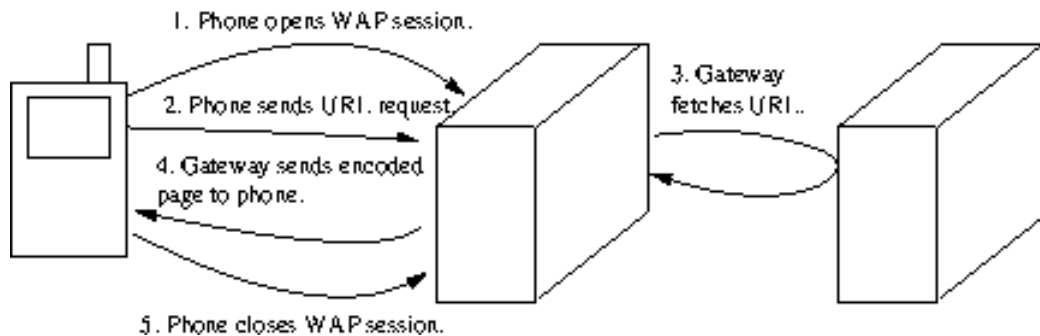 1. Phone opens WAP session.
2. Phone sends URL request.
3. Gateway
fetches URL.
4. Gateway sends encoded
page to phone.
5. Phone closes WAP session.